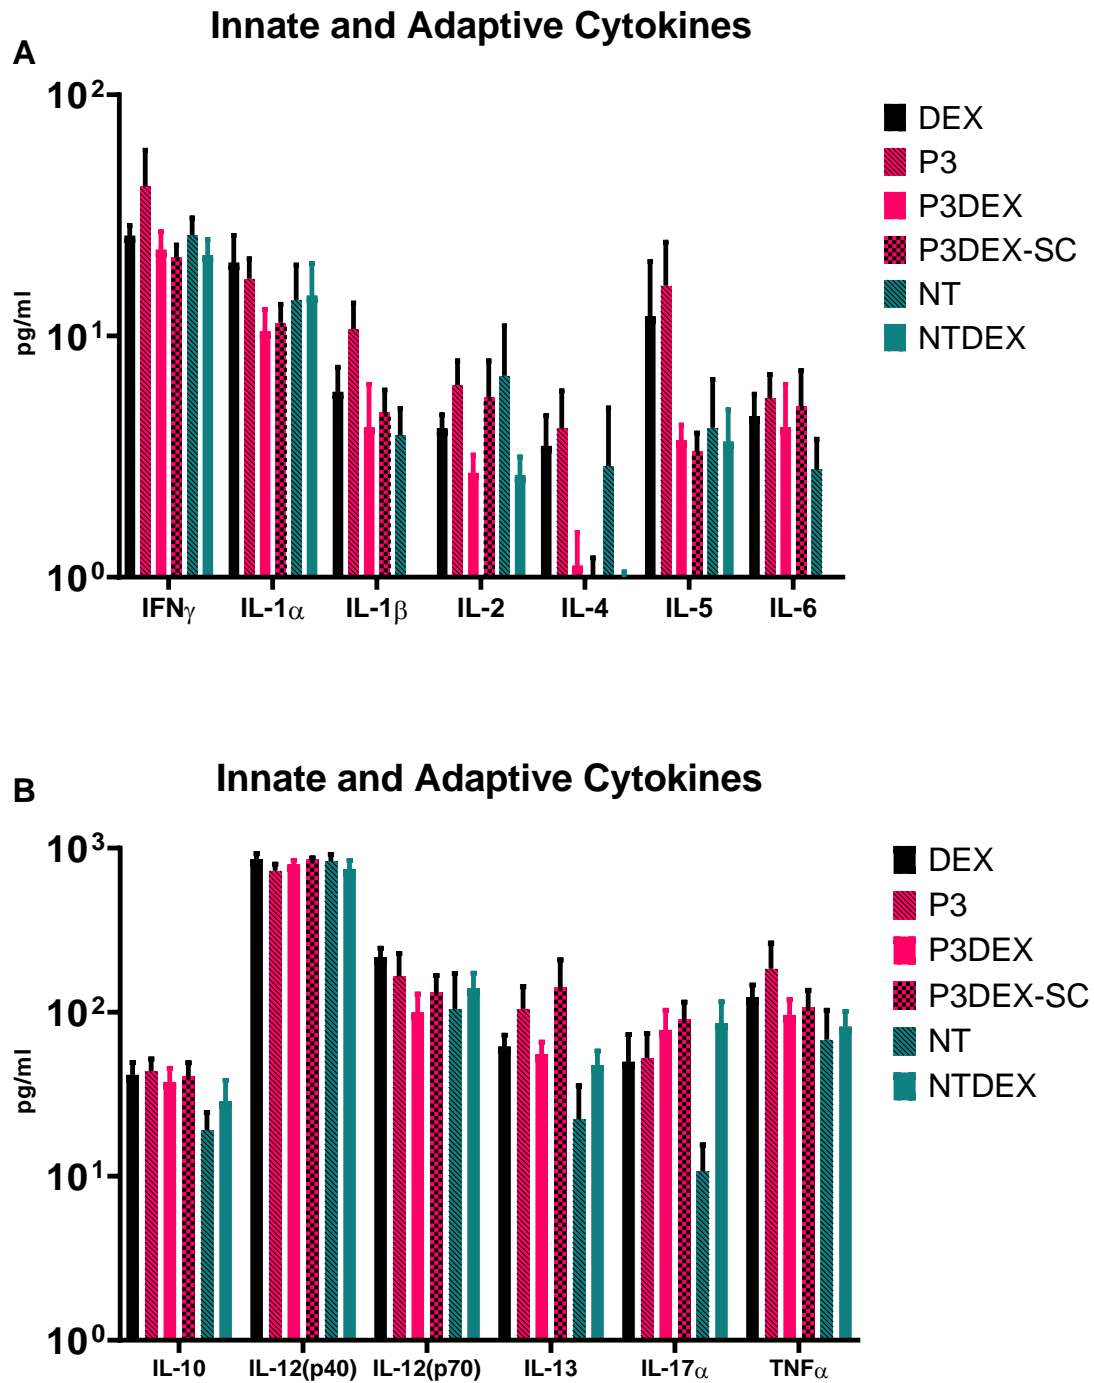 Innate and Adaptive Cytokines
A
10²
10¹
10⁰
pg/ml
IFNγ IL-1α IL-1β IL-2 IL-4 IL-5 IL-6
DEX
P3
P3DEX
P3DEX-SC
NT
NTDEX
Innate and Adaptive Cytokines
B
10³
10²
10¹
10⁰
pg/ml
IL-10 IL-12(p40) IL-12(p70) IL-13 IL-17α TNFα
DEX
P3
P3DEX
P3DEX-SC
NT
NTDEX